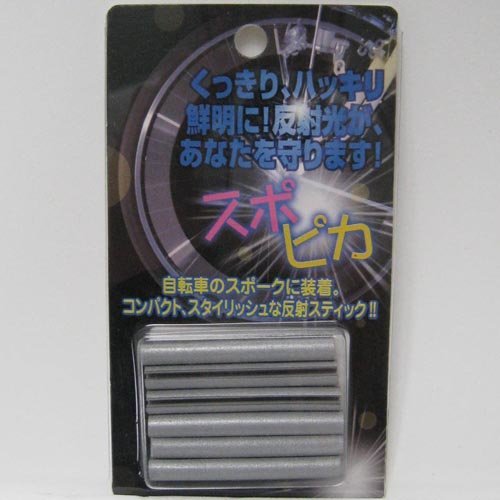 くっきり、ハッキリ
鮮明に!反射光が、
あなたを守ります!
スポ
ピカ
自転車のスポークに装着。
コンパクト、スタイリッシュな反射スティック!!